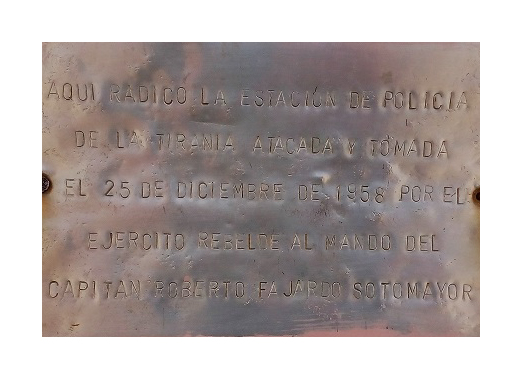 AQUI RADICO LA ESTACIÓN DE POLICIA
DE LA TIRANIA ATACADA Y TOMADA
EL 25 DE DICIEMBRE DE 1958 POR EL
EJERCITO REBELDE AL MANDO DEL
CAPITAN ROBERTO FAJARDO SOTOMAYOR